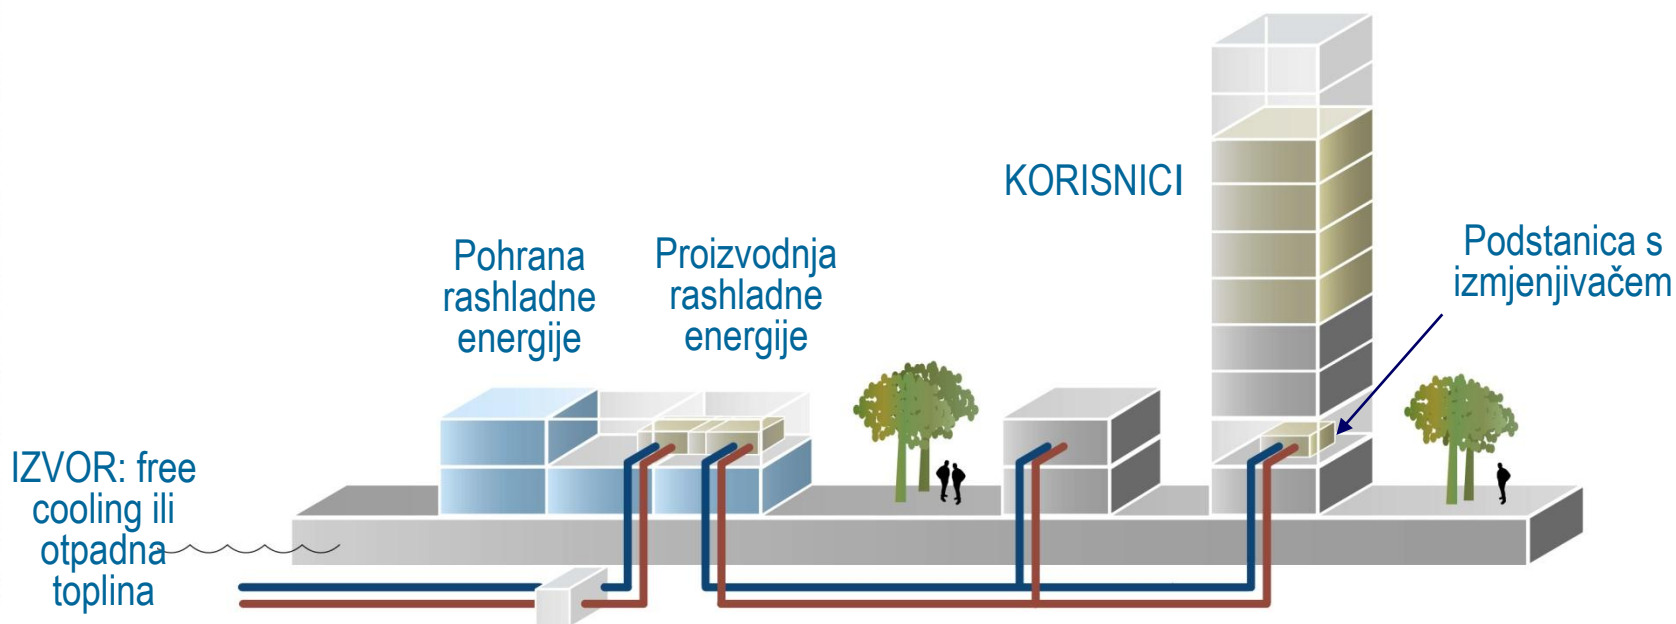 KORISNICI
Pohrana
rashladne
energije
Proizvodnja
rashladne
energije
Podstanica s
izmjenjivačem
IZVOR: free
cooling ili
otpadna
toplina